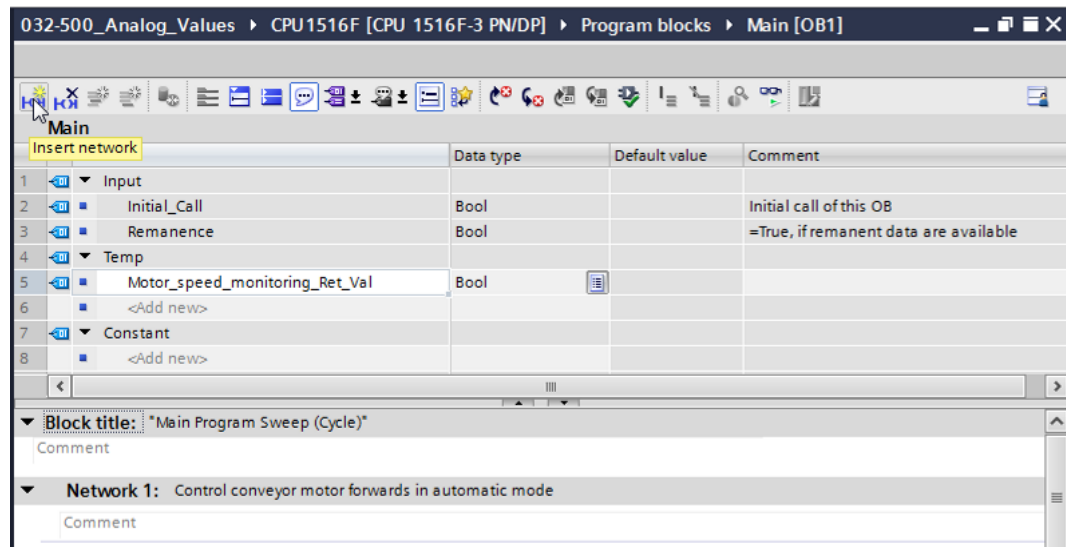 032-500_Analog_Values ▸ CPU1516F [CPU 1516F-3 PN/DP] ▸ Program blocks ▸ Main [OB1]
Main
Insert network
Data type Default value Comment
1 Input
2 Initial_Call Bool Initial call of this OB
3 Remanence Bool =True, if remanent data are available
4 Temp
5 Motor_speed_monitoring_Ret_Val Bool
6 <Add new>
7 Constant
8 <Add new>
Block title: "Main Program Sweep (Cycle)"
Comment
Network 1: Control conveyor motor forwards in automatic mode
Comment